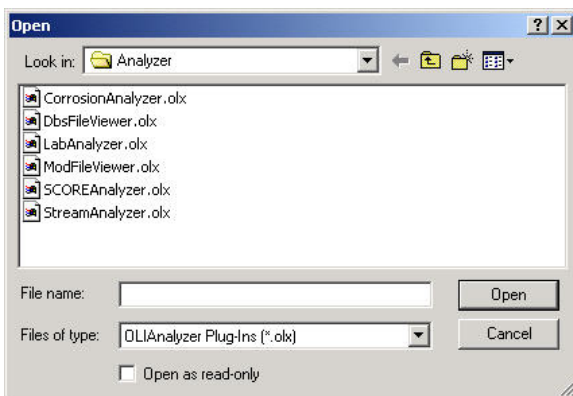 Open
Look in: Analyzer
CorrosionAnalyzer.olx
DbsFileViewer.olx
LabAnalyzer.olx
ModFileViewer.olx
SCOREAnalyzer.olx
StreamAnalyzer.olx
File name: Open
Files of type: OLIAnalyzer Plug-Ins (*.olx) Cancel
Open as read-only